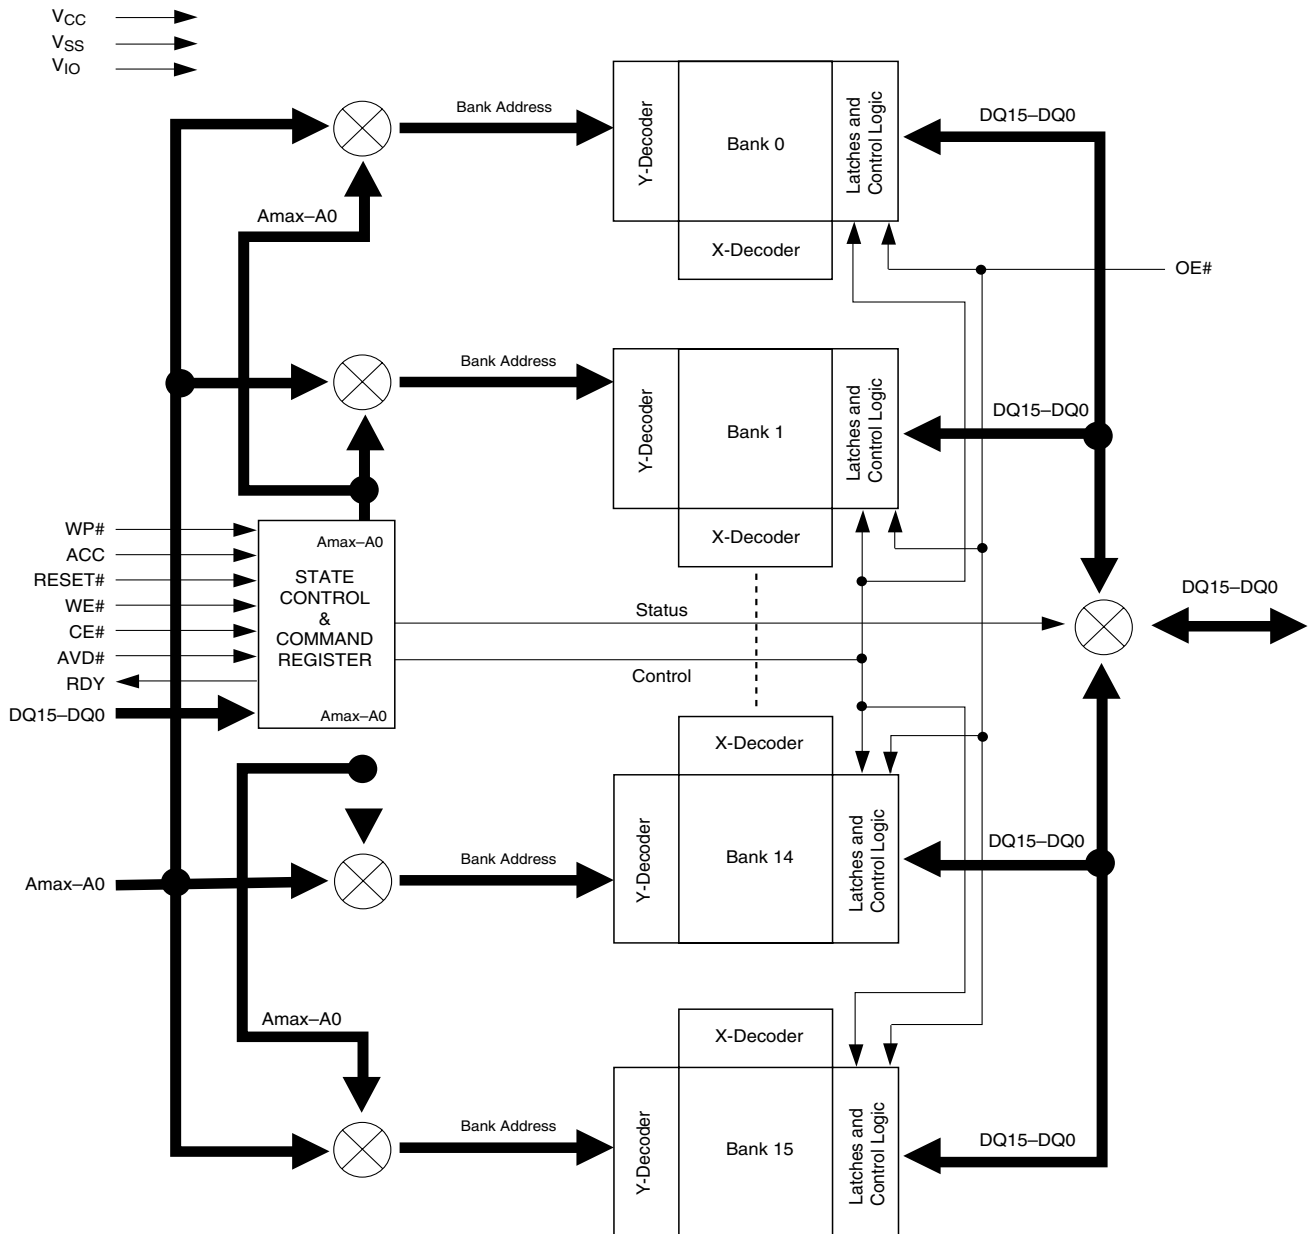 VCC
VSS
VIO
Bank Address
Y-Decoder
Bank 0
Latches and
Control Logic
DQ15–DQ0
Amax–A0
X-Decoder
OE#
Bank Address
Y-Decoder
Bank 1
Latches and
Control Logic
DQ15–DQ0
X-Decoder
WP#
ACC
RESET#
WE#
CE#
AVD#
RDY
DQ15–DQ0
Amax–A0
STATE
CONTROL
&
COMMAND
REGISTER
Amax–A0
Status
Control
DQ15–DQ0
X-Decoder
Amax–A0
Bank Address
Y-Decoder
Bank 14
Latches and
Control Logic
DQ15–DQ0
Amax–A0
X-Decoder
Bank Address
Y-Decoder
Bank 15
Latches and
Control Logic
DQ15–DQ0